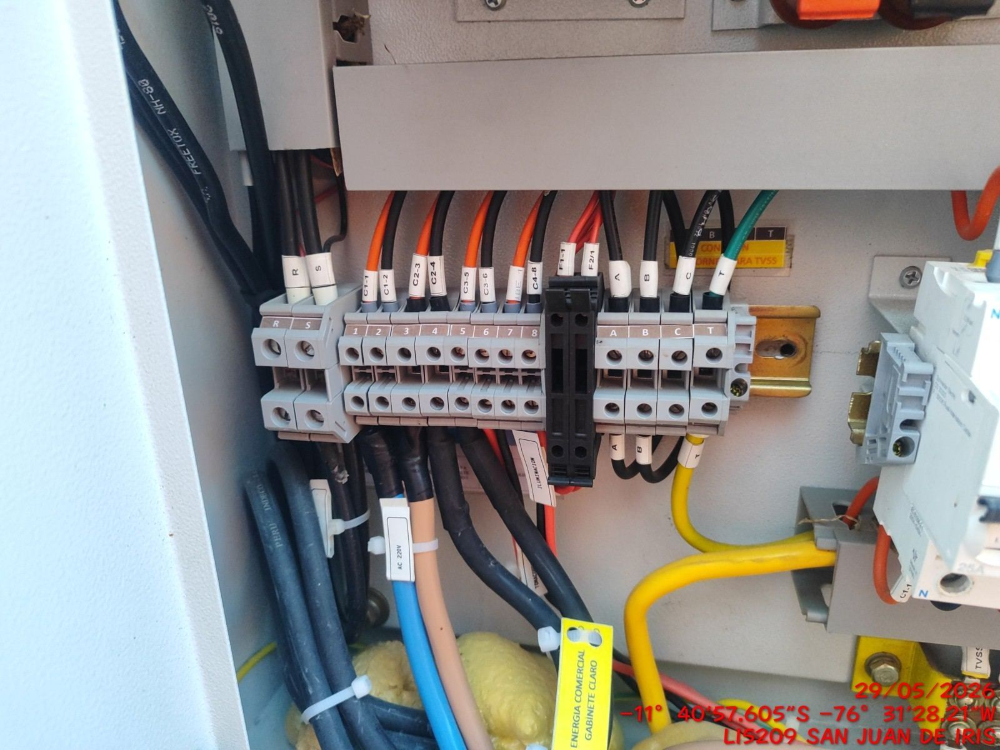 NH-80
FREETOX
B T
R
S
C1-1
C1-2
C2-3
C2-4
C3-5
C3-6
C4-8
F1-1
F2/1
A
B
C
T
R
S
1
2
3
4
5
6
7
8
A
B
C
T
A
B
T
PERU INDECO
ILUMINACION
AC 220V
ENERGIA COMERCIAL
GABINETE CLARO
N
25A
N
C1-1
TVSS
29/05/2026
-11° 40'57.605"S -76° 31'28.21"W
LI5209 SAN JUAN DE IRIS